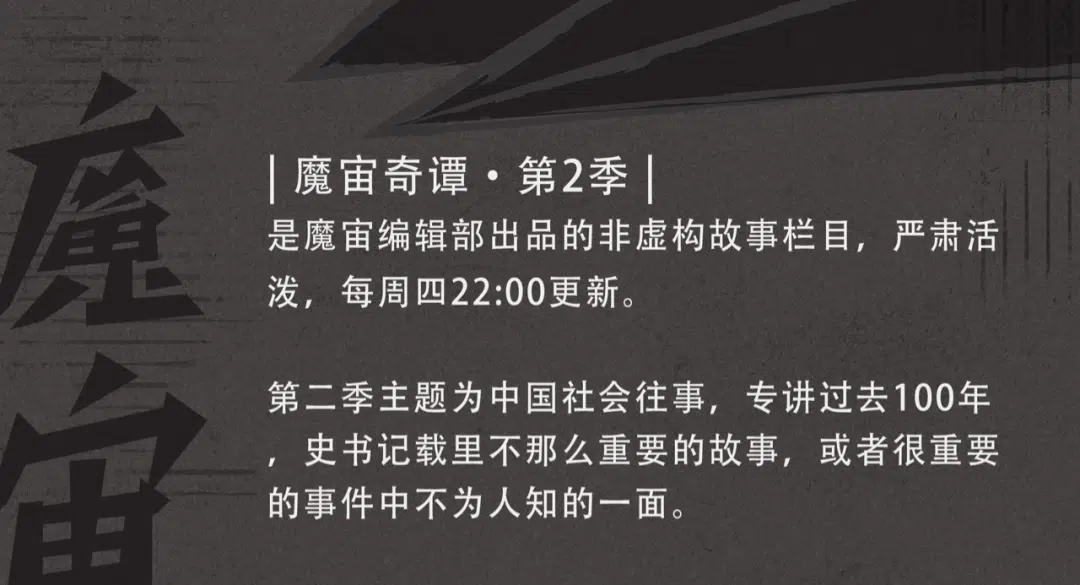 魔宙
| 魔宙奇谭·第2季 |
是魔宙编辑部出品的非虚构故事栏目，严肃活
泼，每周四22:00更新。
第二季主题为中国社会往事，专讲过去100年
，史书记载里不那么重要的故事，或者很重要
的事件中不为人知的一面。